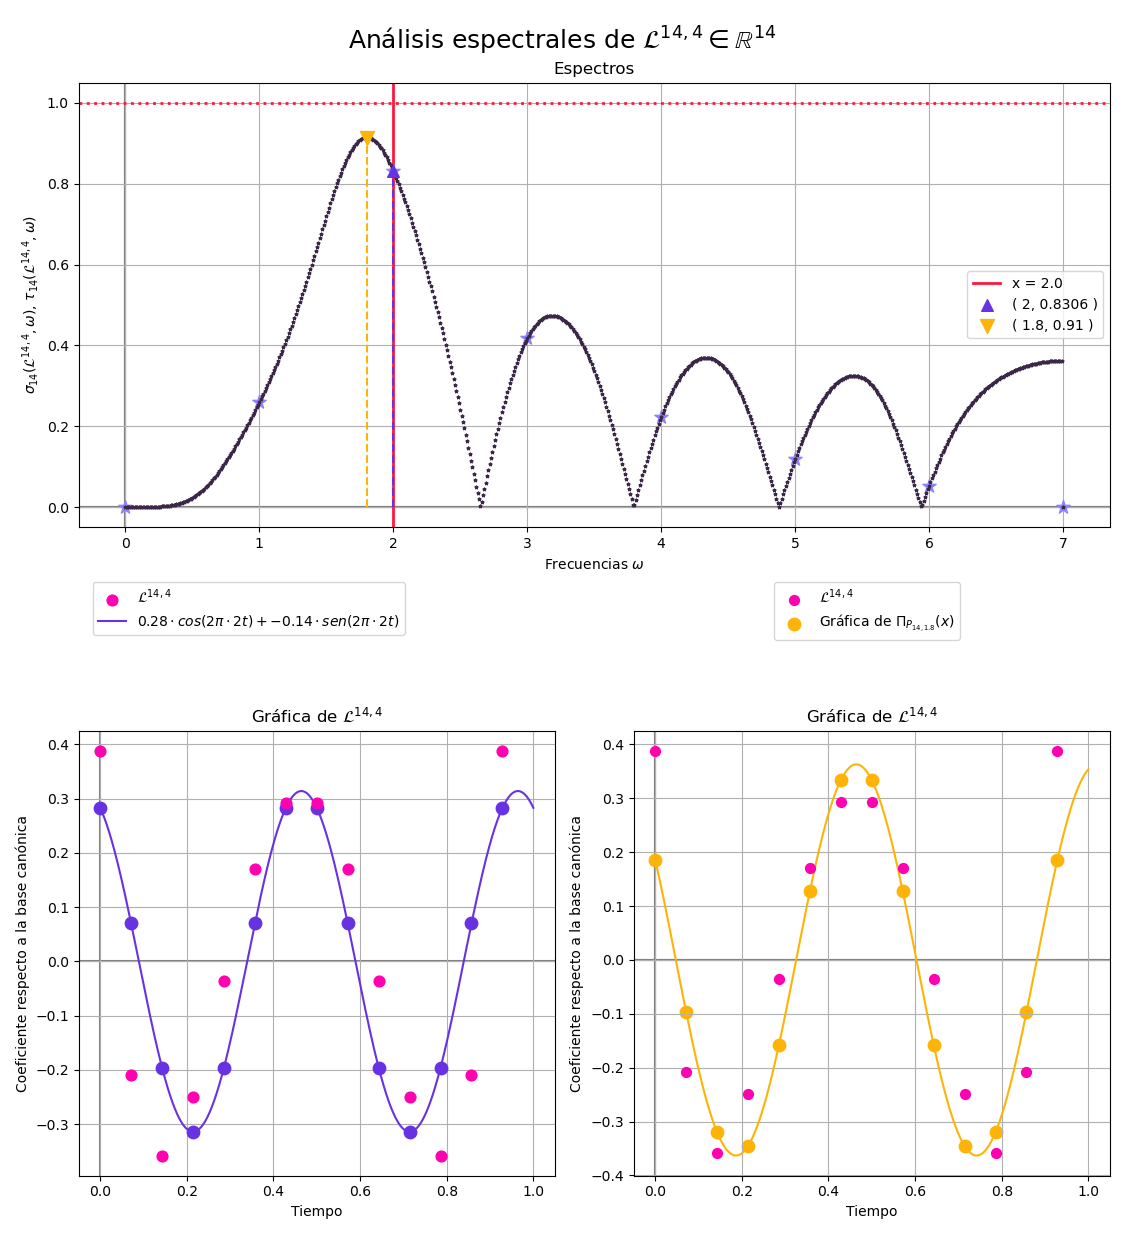 Análisis espectrales de $\mathcal{L}^{14,4} \in \mathbb{R}^{14}$
Espectros
1.0
0.8
0.6
0.4
0.2
0.0
$\sigma_{14}(\mathcal{L}^{14,4}, \omega), \tau_{14}(\mathcal{L}^{14,4}, \omega)$
x = 2.0
( 2, 0.8306 )
( 1.8, 0.91 )
0 1 2 3 4 5 6 7
Frecuencias ω
$\mathcal{L}^{14,4}$
$0.28 \cdot cos(2\pi \cdot 2t) + -0.14 \cdot sen(2\pi \cdot 2t)$
$\mathcal{L}^{14,4}$
Gráfica de $\Pi_{P_{14,1.8}}(x)$
Gráfica de $\mathcal{L}^{14,4}$
0.4
0.3
0.2
0.1
0.0
−0.1
−0.2
−0.3
Coeficiente respecto a la base canónica
0.0 0.2 0.4 0.6 0.8 1.0
Tiempo
Gráfica de $\mathcal{L}^{14,4}$
0.4
0.3
0.2
0.1
0.0
−0.1
−0.2
−0.3
−0.4
Coeficiente respecto a la base canónica
0.0 0.2 0.4 0.6 0.8 1.0
Tiempo